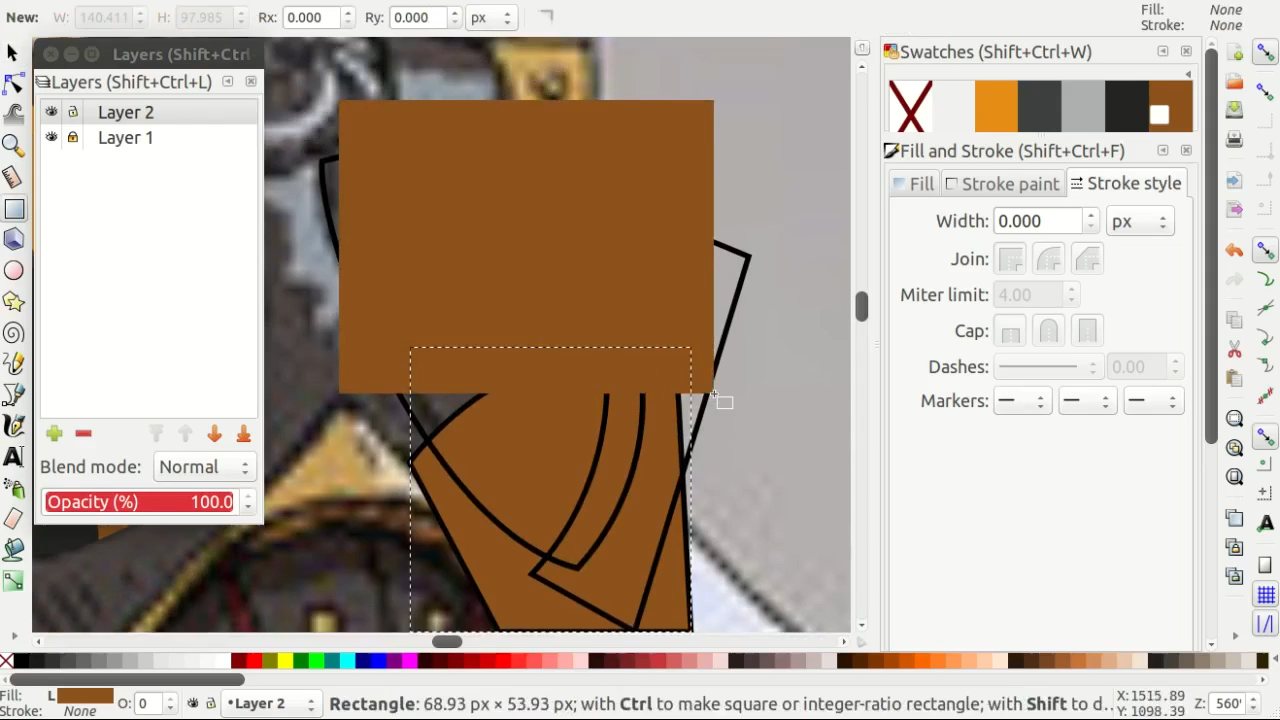 New: W: 140.411 H: 97.985 Rx: 0.000 Ry: 0.000 px
Fill: None
Stroke: None
Layers (Shift+Ctrl
Layers (Shift+Ctrl+L)
Layer 2
Layer 1
Blend mode: Normal
Opacity (%) 100.0
Swatches (Shift+Ctrl+W)
Fill and Stroke (Shift+Ctrl+F)
Fill Stroke paint Stroke style
Width: 0.000 px
Join:
Miter limit: 4.00
Cap:
Dashes: 0.00
Markers:
Fill: L O: 0 Layer 2 Rectangle: 68.93 px × 53.93 px; with Ctrl to make square or integer-ratio rectangle; with Shift to d... X:1515.89 Z: 560
Stroke: None Y:1098.39